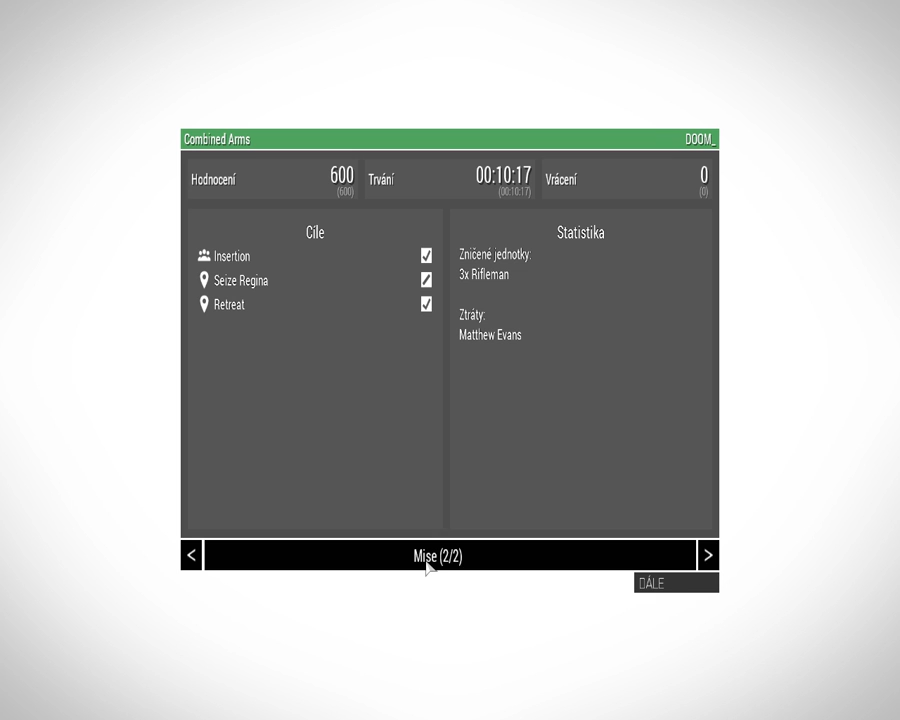 Combined Arms DOOM_
Hodnocení 600 (600) Trvání 00:10:17 (00:10:17) Vrácení 0 (0)
Cíle
Insertion
Seize Regina
Retreat
Statistika
Zničené jednotky:
3x Rifleman
Ztráty:
Matthew Evans
< Mise (2/2) >
▯ÁLE